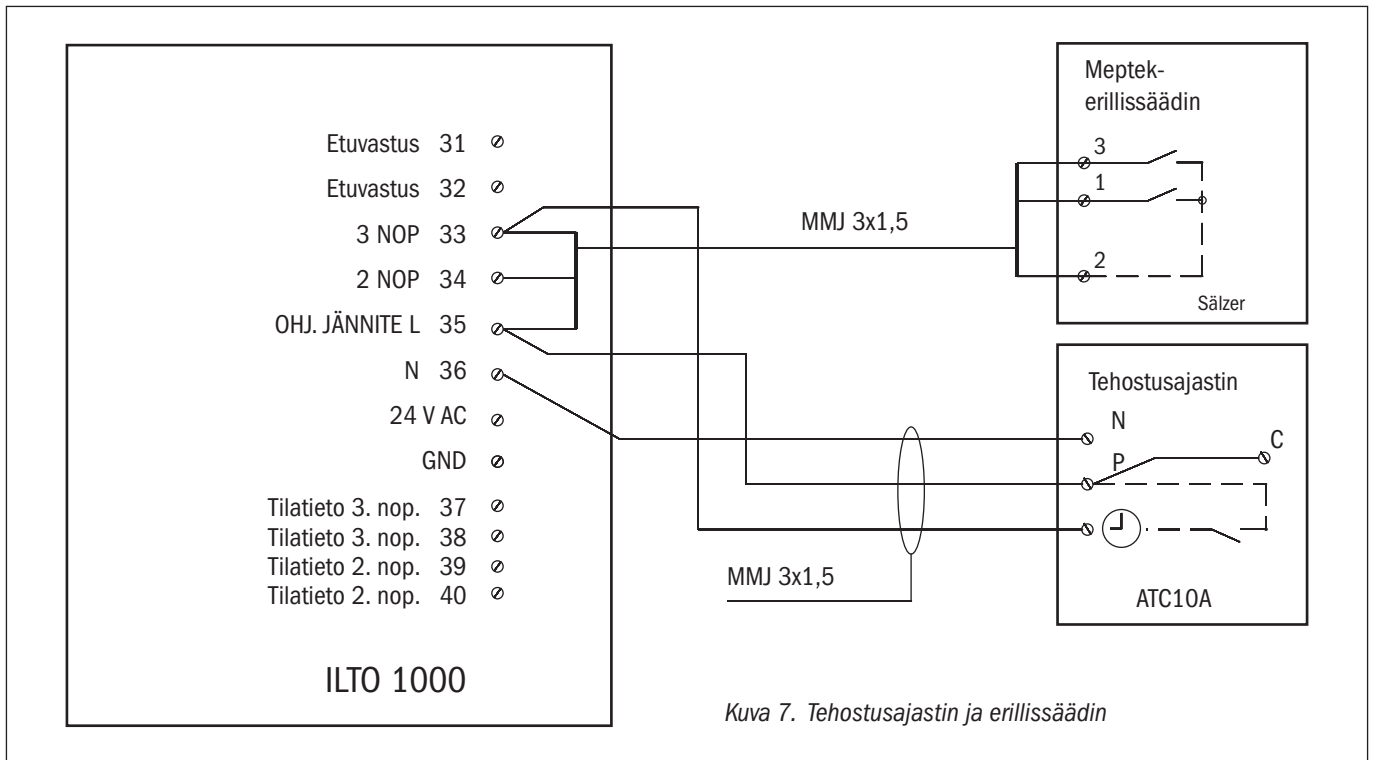 Etuvastus 31
Etuvastus 32
3 NOP 33
2 NOP 34
OHJ. JÄNNITE L 35
N 36
24 V AC
GND
Tilatieto 3. nop. 37
Tilatieto 3. nop. 38
Tilatieto 2. nop. 39
Tilatieto 2. nop. 40
ILTO 1000
MMJ 3x1,5
Meptek-
erillissäädin
3
1
2
Sälzer
Tehostusajastin
N
C
P
ATC10A
MMJ 3x1,5
Kuva 7. Tehostusajastin ja erillissäädin